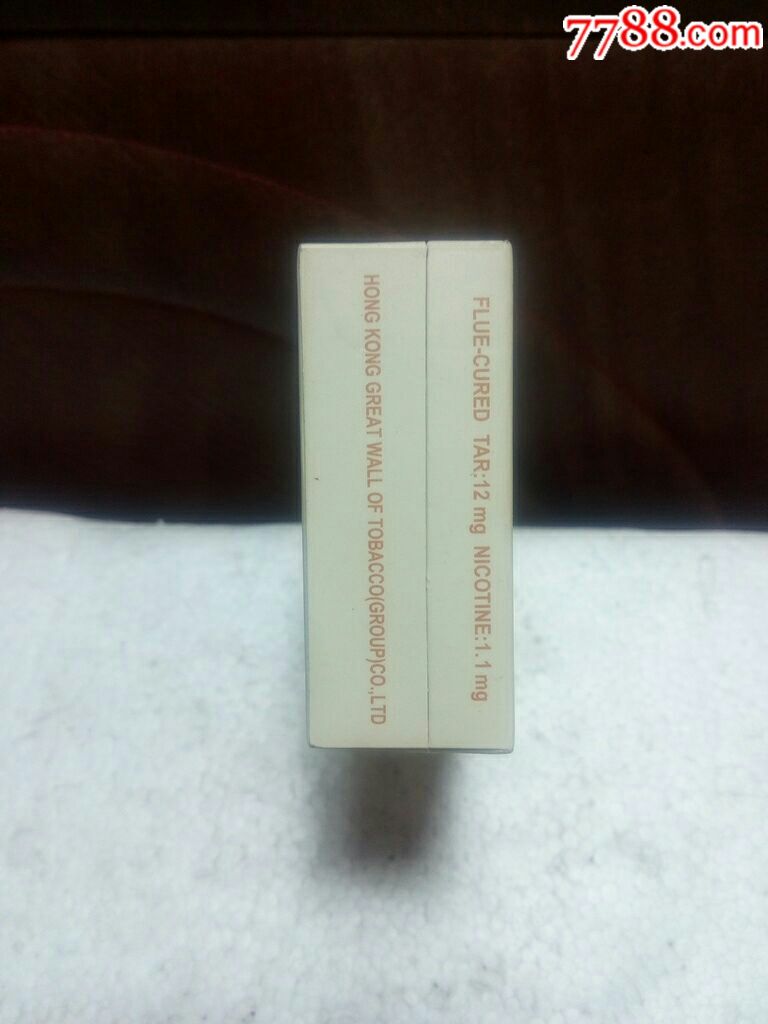 7788.com
FLUE-CURED TAR:12 mg NICOTINE:1.1 mg
HONG KONG GREAT WALL OF TOBACCO(GROUP)CO.,LTD